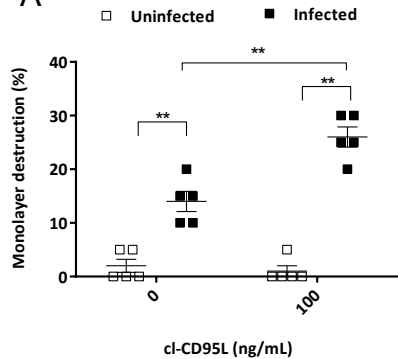 A
Uninfected
Infected
Monolayer destruction (%)
40
30
20
10
0
**
**
**
0
100
cl-CD95L (ng/mL)